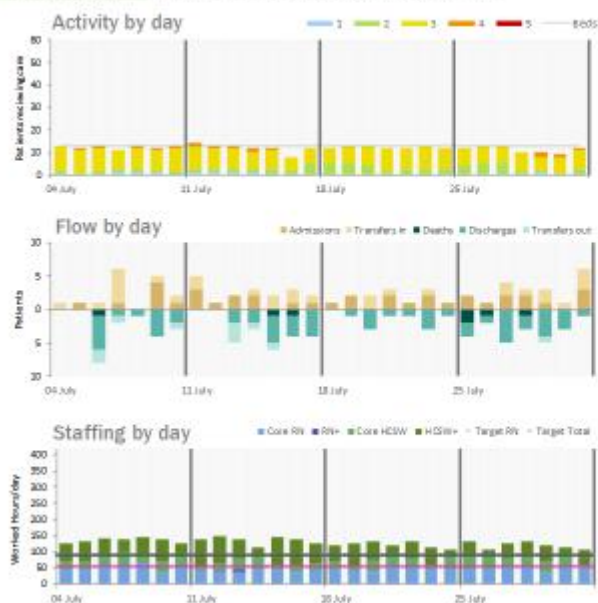 Activity by day
1 2 3 4 5 Beds
Patients recieving care
60
50
40
30
20
10
0
04 July 11 July 18 July 25 July
Flow by day
Admissions Transfers in Deaths Discharges Transfers out
Patients
10
5
0
5
10
04 July 11 July 18 July 25 July
Staffing by day
Core RN RN+ Core HCSW HCSW+ Target RN Target Total
Worked Hours/day
400
350
300
250
200
150
100
50
0
04 July 11 July 18 July 25 July